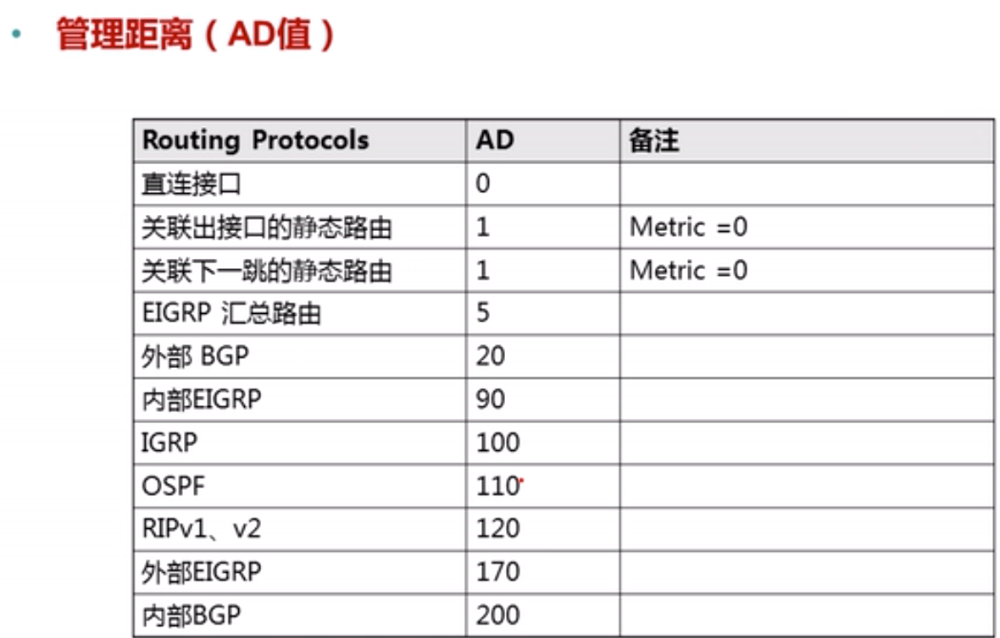 • 管理距离（AD值）
Routing Protocols AD 备注
直连接口 0
关联出接口的静态路由 1 Metric =0
关联下一跳的静态路由 1 Metric =0
EIGRP 汇总路由 5
外部 BGP 20
内部EIGRP 90
IGRP 100
OSPF 110
RIPv1、v2 120
外部EIGRP 170
内部BGP 200